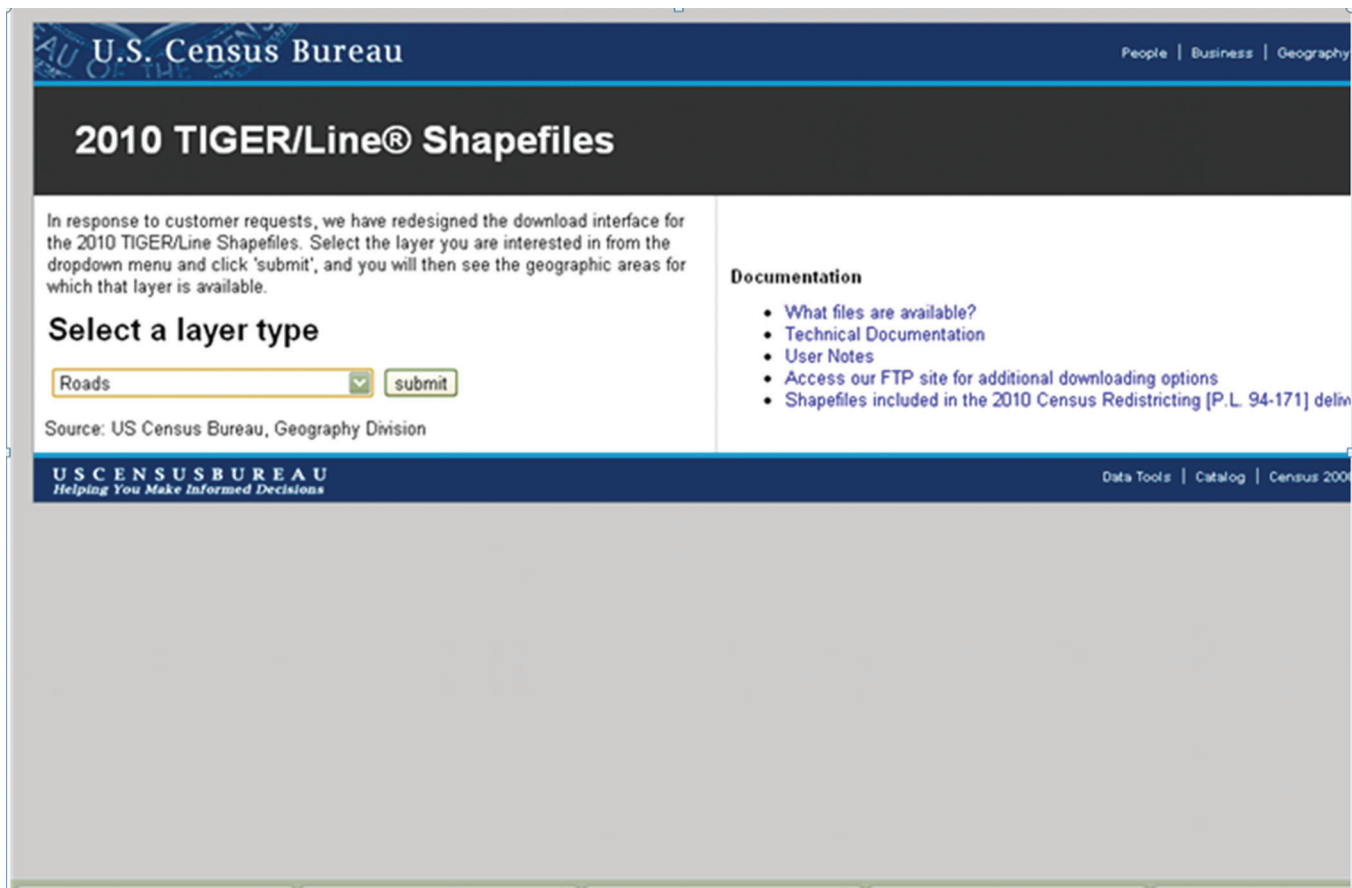 U.S. Census Bureau
People | Business | Geography
2010 TIGER/Line® Shapefiles
In response to customer requests, we have redesigned the download interface for
the 2010 TIGER/Line Shapefiles. Select the layer you are interested in from the
dropdown menu and click 'submit', and you will then see the geographic areas for
which that layer is available.
Select a layer type
Roads
submit
Source: US Census Bureau, Geography Division
Documentation
• What files are available?
• Technical Documentation
• User Notes
• Access our FTP site for additional downloading options
• Shapefiles included in the 2010 Census Redistricting [P.L. 94-171]
USCENSUSBUREAU
Helping You Make Informed Decisions
Data Tools | Catalog | Census